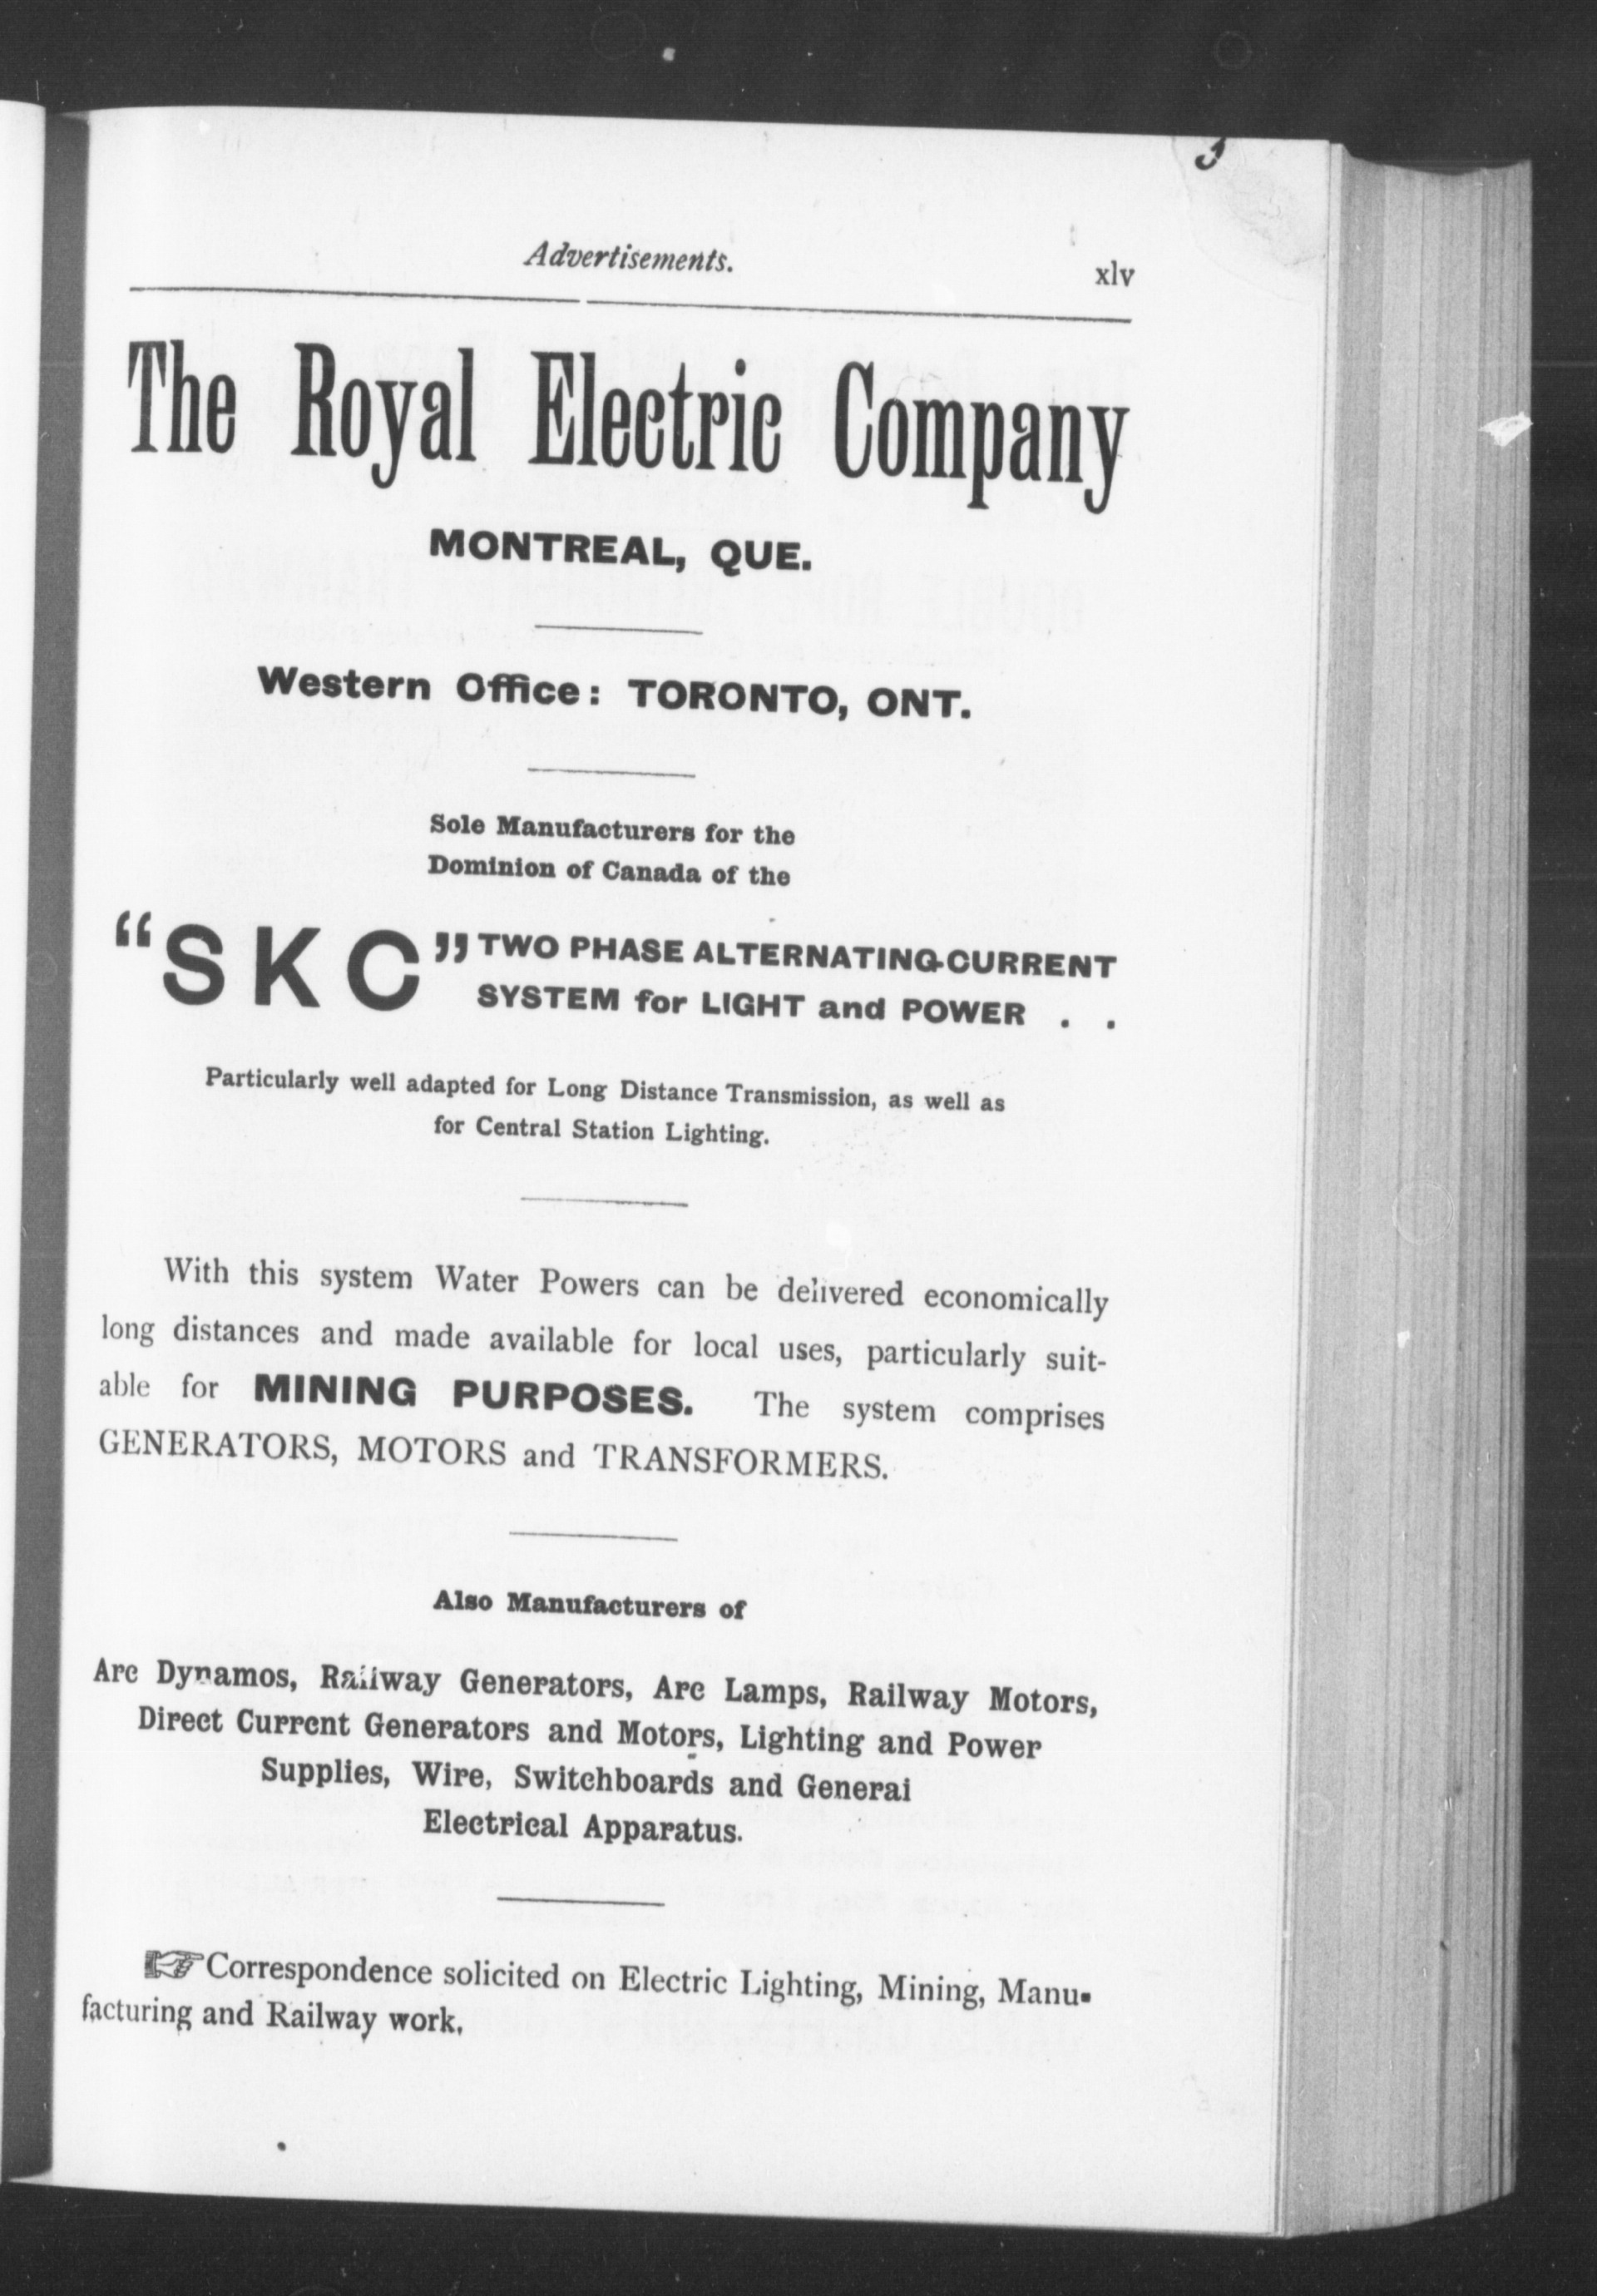 Advertisements. xlv
The Royal Electric Company
MONTREAL, QUE.
Western Office: TORONTO, ONT.
Sole Manufacturers for the
Dominion of Canada of the
“SKC” TWO PHASE ALTERNATING-CURRENT
SYSTEM for LIGHT and POWER . .
Particularly well adapted for Long Distance Transmission, as well as
for Central Station Lighting.
With this system Water Powers can be delivered economically
long distances and made available for local uses, particularly suit-
able for MINING PURPOSES. The system comprises
GENERATORS, MOTORS and TRANSFORMERS.
Also Manufacturers of
Arc Dynamos, Railway Generators, Arc Lamps, Railway Motors,
Direct Current Generators and Motors, Lighting and Power
Supplies, Wire, Switchboards and General
Electrical Apparatus.
☞Correspondence solicited on Electric Lighting, Mining, Manu-
facturing and Railway work.